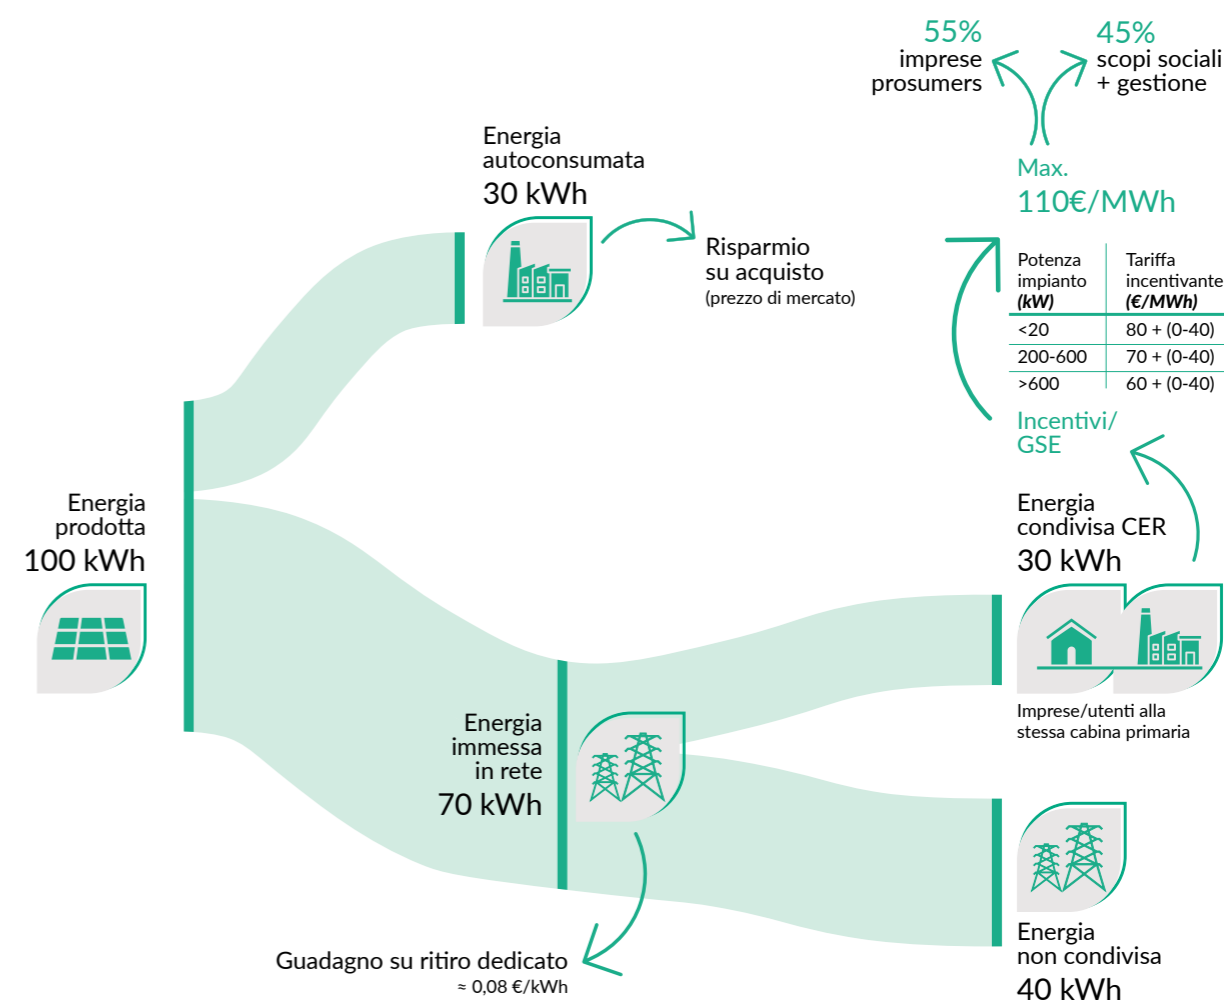 55%
imprese
prosumers
45%
scopi sociali
+ gestione
Max.
110€/MWh
Energia
autoconsumata
30 kWh
Risparmio
su acquisto
(prezzo di mercato)
Potenza
impianto
(kW)
Tariffa
incentivante
(€/MWh)
<20
80 + (0-40)
200-600
70 + (0-40)
>600
60 + (0-40)
Incentivi/
GSE
Energia
prodotta
100 kWh
Energia
condivisa CER
30 kWh
Imprese/utenti alla
stessa cabina primaria
Energia
immessa
in rete
70 kWh
Guadagno su ritiro dedicato
≈ 0,08 €/kWh
Energia
non condivisa
40 kWh